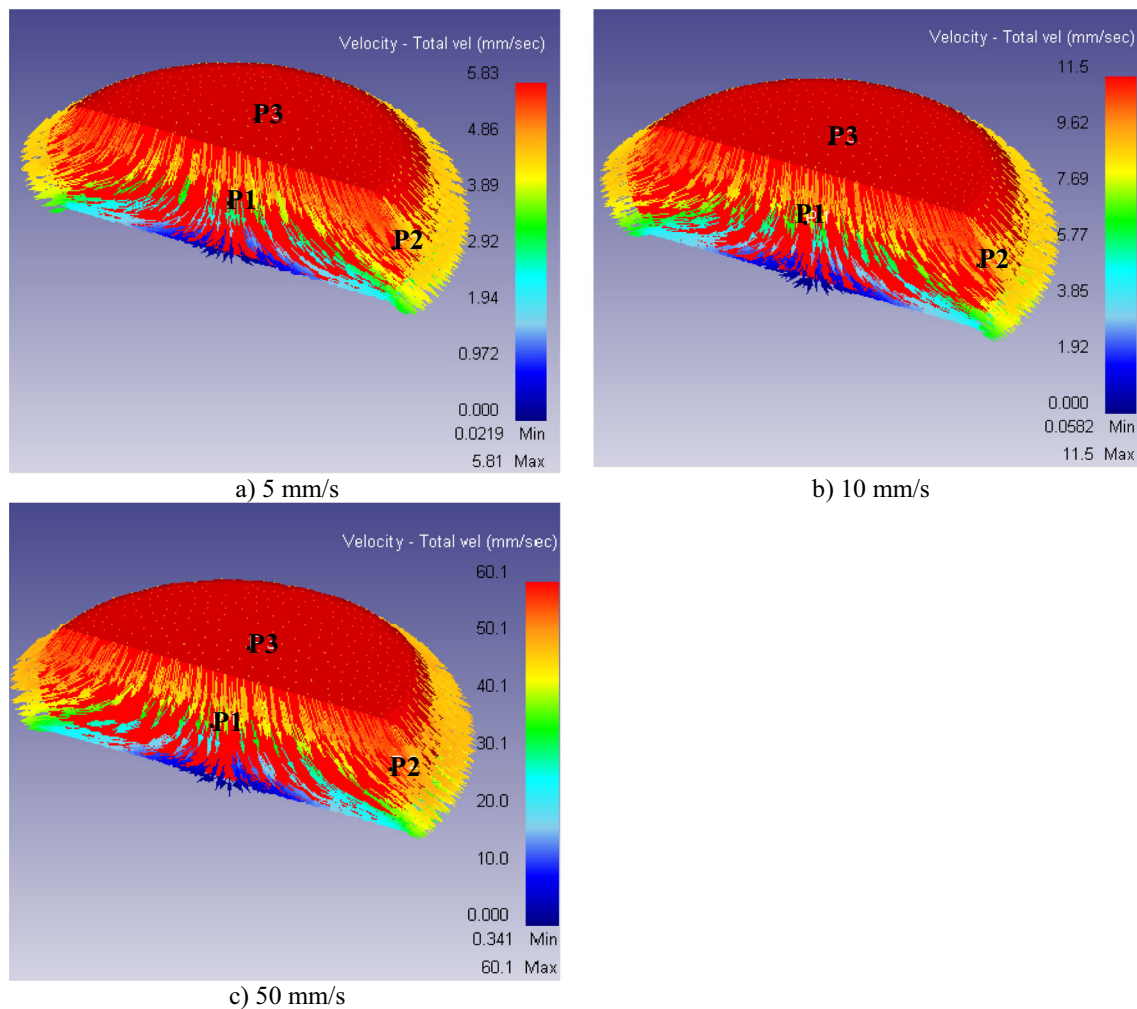 Velocity - Total vel (mm/sec)
5.83
4.86
3.89
2.92
1.94
0.972
0.000
0.0219 Min
5.81 Max
P3
P1
P2
a) 5 mm/s
Velocity - Total vel (mm/sec)
11.5
9.62
7.69
5.77
3.85
1.92
0.000
0.0582 Min
11.5 Max
P3
P1
P2
b) 10 mm/s
Velocity - Total vel (mm/sec)
60.1
50.1
40.1
30.1
20.0
10.0
0.000
0.341 Min
60.1 Max
P3
P1
P2
c) 50 mm/s